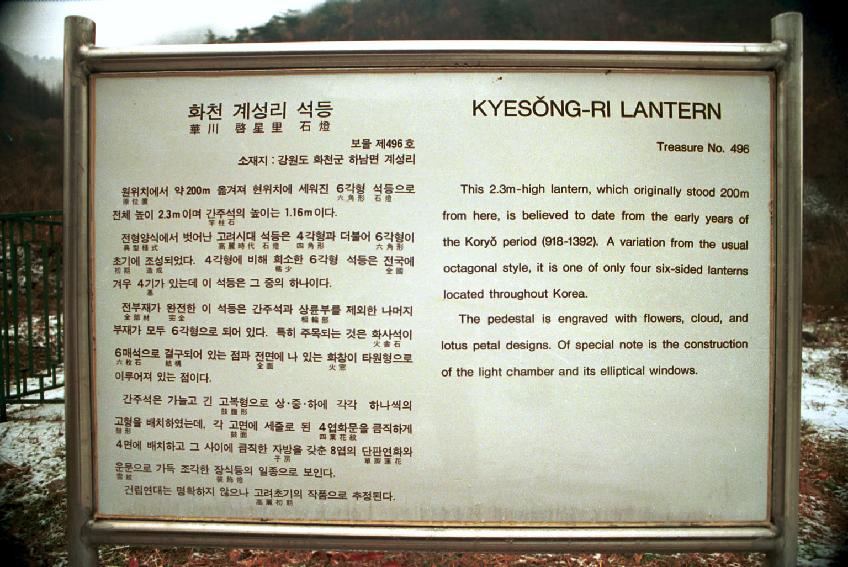 화천 계성리 석등
華川 啓星里 石燈
보물 제496호
소재지 : 강원도 화천군 하남면 계성리
원위치에서 약 200m 옮겨져 현위치에 세워진 6각형 석등으로
原位置 六角形 石燈
전체 높이 2.3m이며 간주석의 높이는 1.16m이다.
竿柱石
전형양식에서 벗어난 고려시대 석등은 4각형과 더불어 6각형이
典型樣式 高麗時代 石燈 四角形 六角形
초기에 조성되었다. 4각형에 비해 희소한 6각형 석등은 전국에
初期 造成 稀少 全國
겨우 4기가 있는데 이 석등은 그 중의 하나이다.
基
전부재가 완전한 이 석등은 간주석과 상륜부를 제외한 나머지
全部材 完全 相輪部
부재가 모두 6각형으로 되어 있다. 특히 주목되는 것은 화사석이
火舍石
6매석으로 결구되어 있는 점과 전면에 나 있는 화창이 타원형으로
六枚石 結構 全面 火窓
이루어져 있는 점이다.
간주석은 가늘고 긴 고복형으로 상·중·하에 각각 하나씩의
鼓腹形
고형을 배치하였는데, 각 고면에 세줄로 된 4엽화문을 큼직하게
鼓形 鼓面 四葉花紋
4면에 배치하고 그 사이에 큼직한 자방을 갖춘 8엽의 단판연화와
子房 單瓣蓮花
운문으로 가득 조각한 장식등의 일종으로 보인다.
雲紋 裝飾燈
건립연대는 명확하지 않으나 고려초기의 작품으로 추정된다.
高麗初期
KYESŎNG-RI LANTERN
Treasure No. 496
This 2.3m-high lantern, which originally stood 200m
from here, is believed to date from the early years of
the Koryŏ period (918-1392). A variation from the usual
octagonal style, it is one of only four six-sided lanterns
located throughout Korea.
The pedestal is engraved with flowers, cloud, and
lotus petal designs. Of special note is the construction
of the light chamber and its elliptical windows.